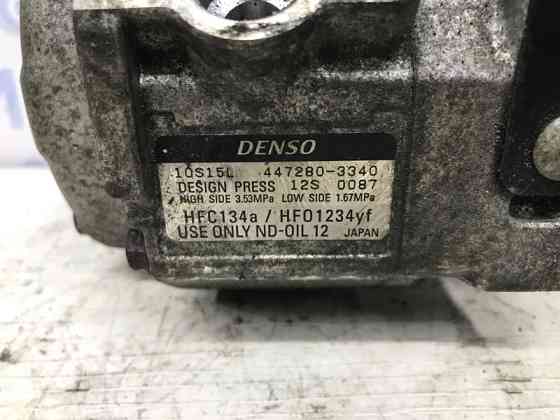 DENSO
10S15L 447280-3340
DESIGN PRESS 12S 0087
HIGH SIDE 3.53MPa LOW SIDE 1.67MPa
HFC134a / HFO1234yf
USE ONLY ND-OIL 12 JAPAN